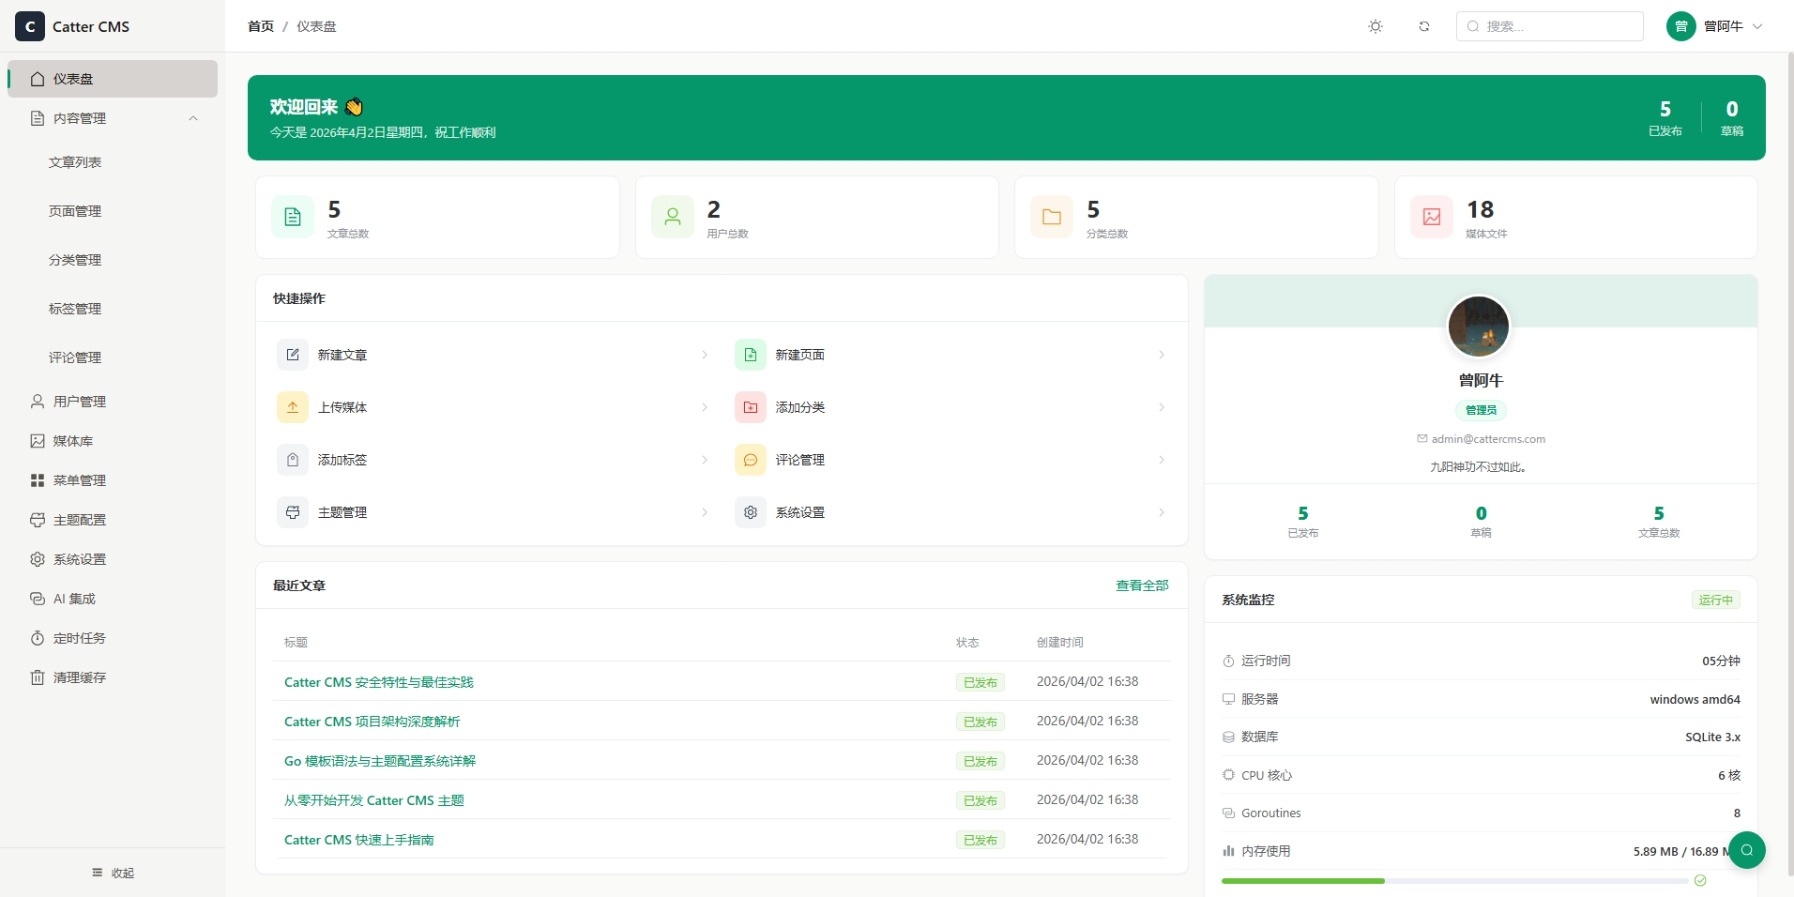 C Catter CMS
首页 / 仪表盘
搜索...
曾 曾阿牛
仪表盘
内容管理
文章列表
页面管理
分类管理
标签管理
评论管理
用户管理
媒体库
菜单管理
主题配置
系统设置
AI 集成
定时任务
清理缓存
收起
欢迎回来 👋
今天是 2026年4月2日星期四，祝工作顺利
5
已发布
0
草稿
5
文章总数
2
用户总数
5
分类总数
18
媒体文件
快捷操作
新建文章
新建页面
上传媒体
添加分类
添加标签
评论管理
主题管理
系统设置
曾阿牛
管理员
admin@cattercms.com
九阳神功不过如此。
5
已发布
0
草稿
5
文章总数
最近文章
查看全部
标题 状态 创建时间
Catter CMS 安全特性与最佳实践 已发布 2026/04/02 16:38
Catter CMS 项目架构深度解析 已发布 2026/04/02 16:38
Go 模板语法与主题配置系统详解 已发布 2026/04/02 16:38
从零开始开发 Catter CMS 主题 已发布 2026/04/02 16:38
Catter CMS 快速上手指南 已发布 2026/04/02 16:38
系统监控 运行中
运行时间 05分钟
服务器 windows amd64
数据库 SQLite 3.x
CPU 核心 6 核
Goroutines 8
内存使用 5.89 MB / 16.89